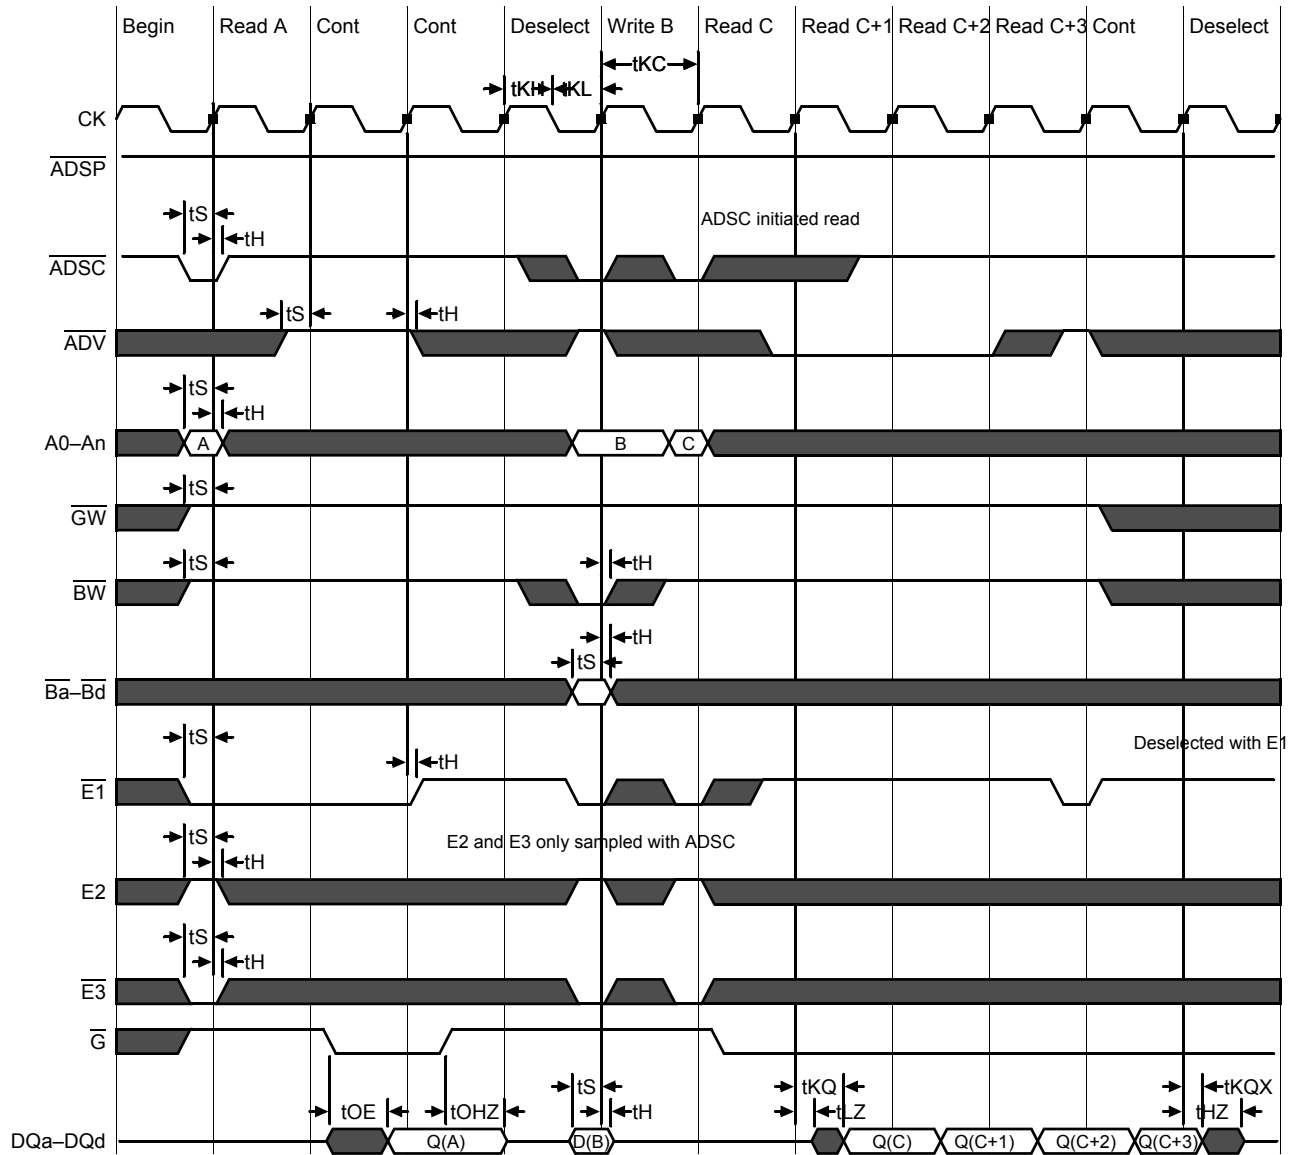 Begin Read A Cont Cont Deselect Write B Read C Read C+1 Read C+2 Read C+3 Cont Deselect
tKC
tKH tKL
CK
ADSP
tS
ADSC initiated read
tH
ADSC
tS tH
ADV
tS
tH
A0–An A B C
tS
GW
tS tH
BW
tH
tS
Ba–Bd
tS
Deselected with E1
tH
E1
tS
E2 and E3 only sampled with ADSC
tH
E2
tS
tH
E3
G
tS tKQ tKQX
tOE tOHZ tH tLZ tHZ
DQa–DQd Q(A) D(B) Q(C) Q(C+1) Q(C+2) Q(C+3)